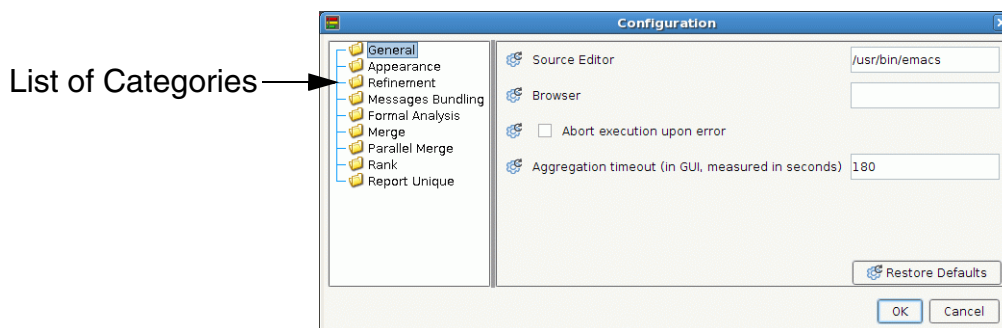 List of Categories
Configuration
General
Appearance
Refinement
Messages Bundling
Formal Analysis
Merge
Parallel Merge
Rank
Report Unique
Source Editor
/usr/bin/emacs
Browser
Abort execution upon error
Aggregation timeout (in GUI, measured in seconds)
180
Restore Defaults
OK
Cancel